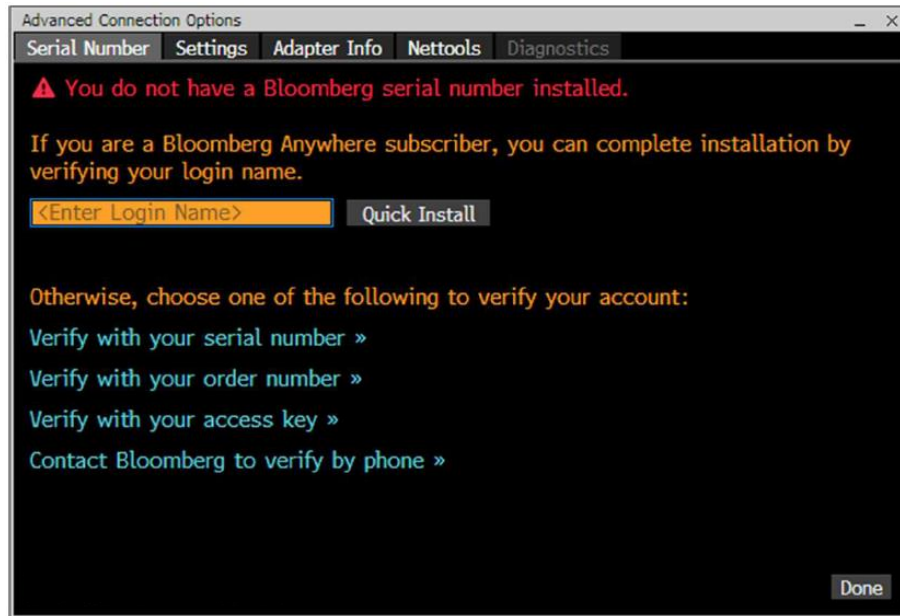 Advanced Connection Options
Serial Number Settings Adapter Info Nettools Diagnostics
You do not have a Bloomberg serial number installed.
If you are a Bloomberg Anywhere subscriber, you can complete installation by
verifying your login name.
<Enter Login Name> Quick Install
Otherwise, choose one of the following to verify your account:
Verify with your serial number »
Verify with your order number »
Verify with your access key »
Contact Bloomberg to verify by phone »
Done